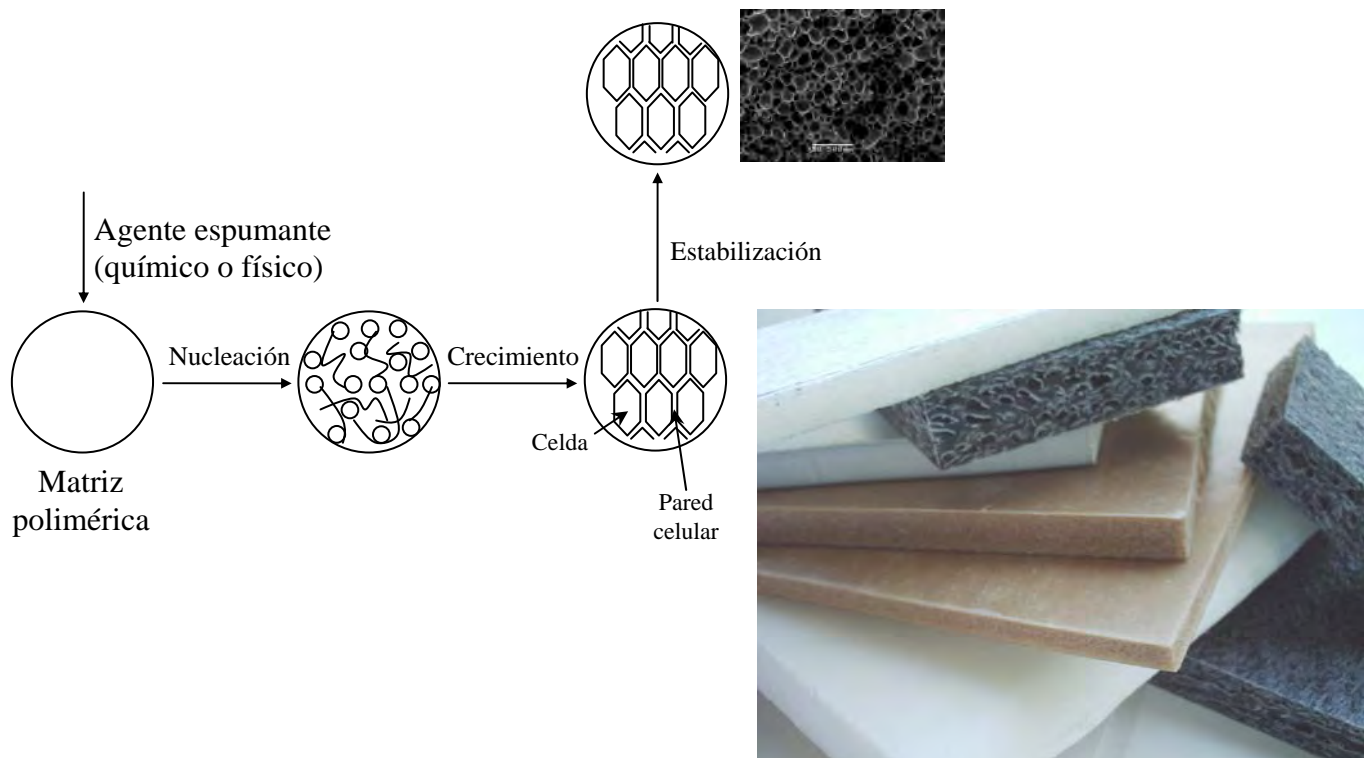 Agente espumante
(químico o físico)
Estabilización
Nucleación
Crecimiento
Celda
Matriz
polimérica
Pared
celular